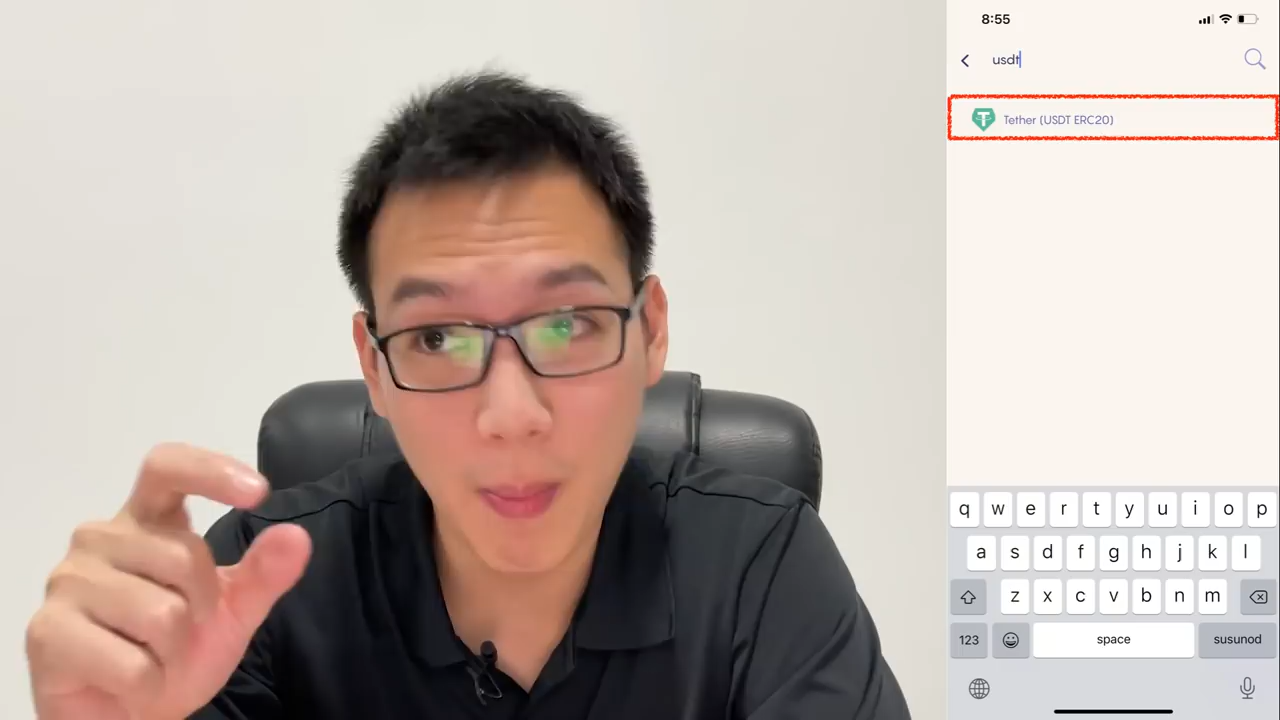 8:55
usdt
Tether (USDT ERC20)
q w e r t y u i o p
a s d f g h j k l
z x c v b n m
123 space susunod